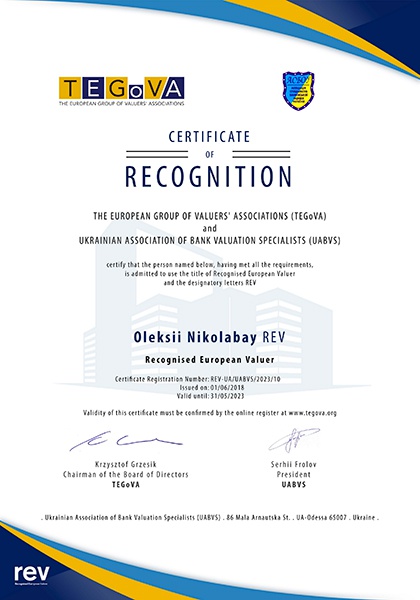 TEGoVA
THE EUROPEAN GROUP OF VALUERS' ASSOCIATIONS
CERTIFICATE
OF
RECOGNITION
THE EUROPEAN GROUP OF VALUERS' ASSOCIATIONS (TEGoVA)
and
UKRAINIAN ASSOCIATION OF BANK VALUATION SPECIALISTS (UABVS)
certify that the person named below, having met all the requirements,
is admitted to use the title of Recognised European Valuer
and the designatory letters REV
Oleksii Nikolabay REV
Recognised European Valuer
Certificate Registration Number: REV-UA/UABVS/2023/10
Issued on: 01/06/2018
Valid until: 31/05/2023
Validity of this certificate must be confirmed by the online register at www.tegova.org
Krzysztof Grzesik
Chairman of the Board of Directors
TEGoVA
Serhii Frolov
President
UABVS
. Ukrainian Association of Bank Valuation Specialists (UABVS) . 86 Mala Arnautska St. . UA-Odessa 65007 . Ukraine .
rev
Recognised European Valuer